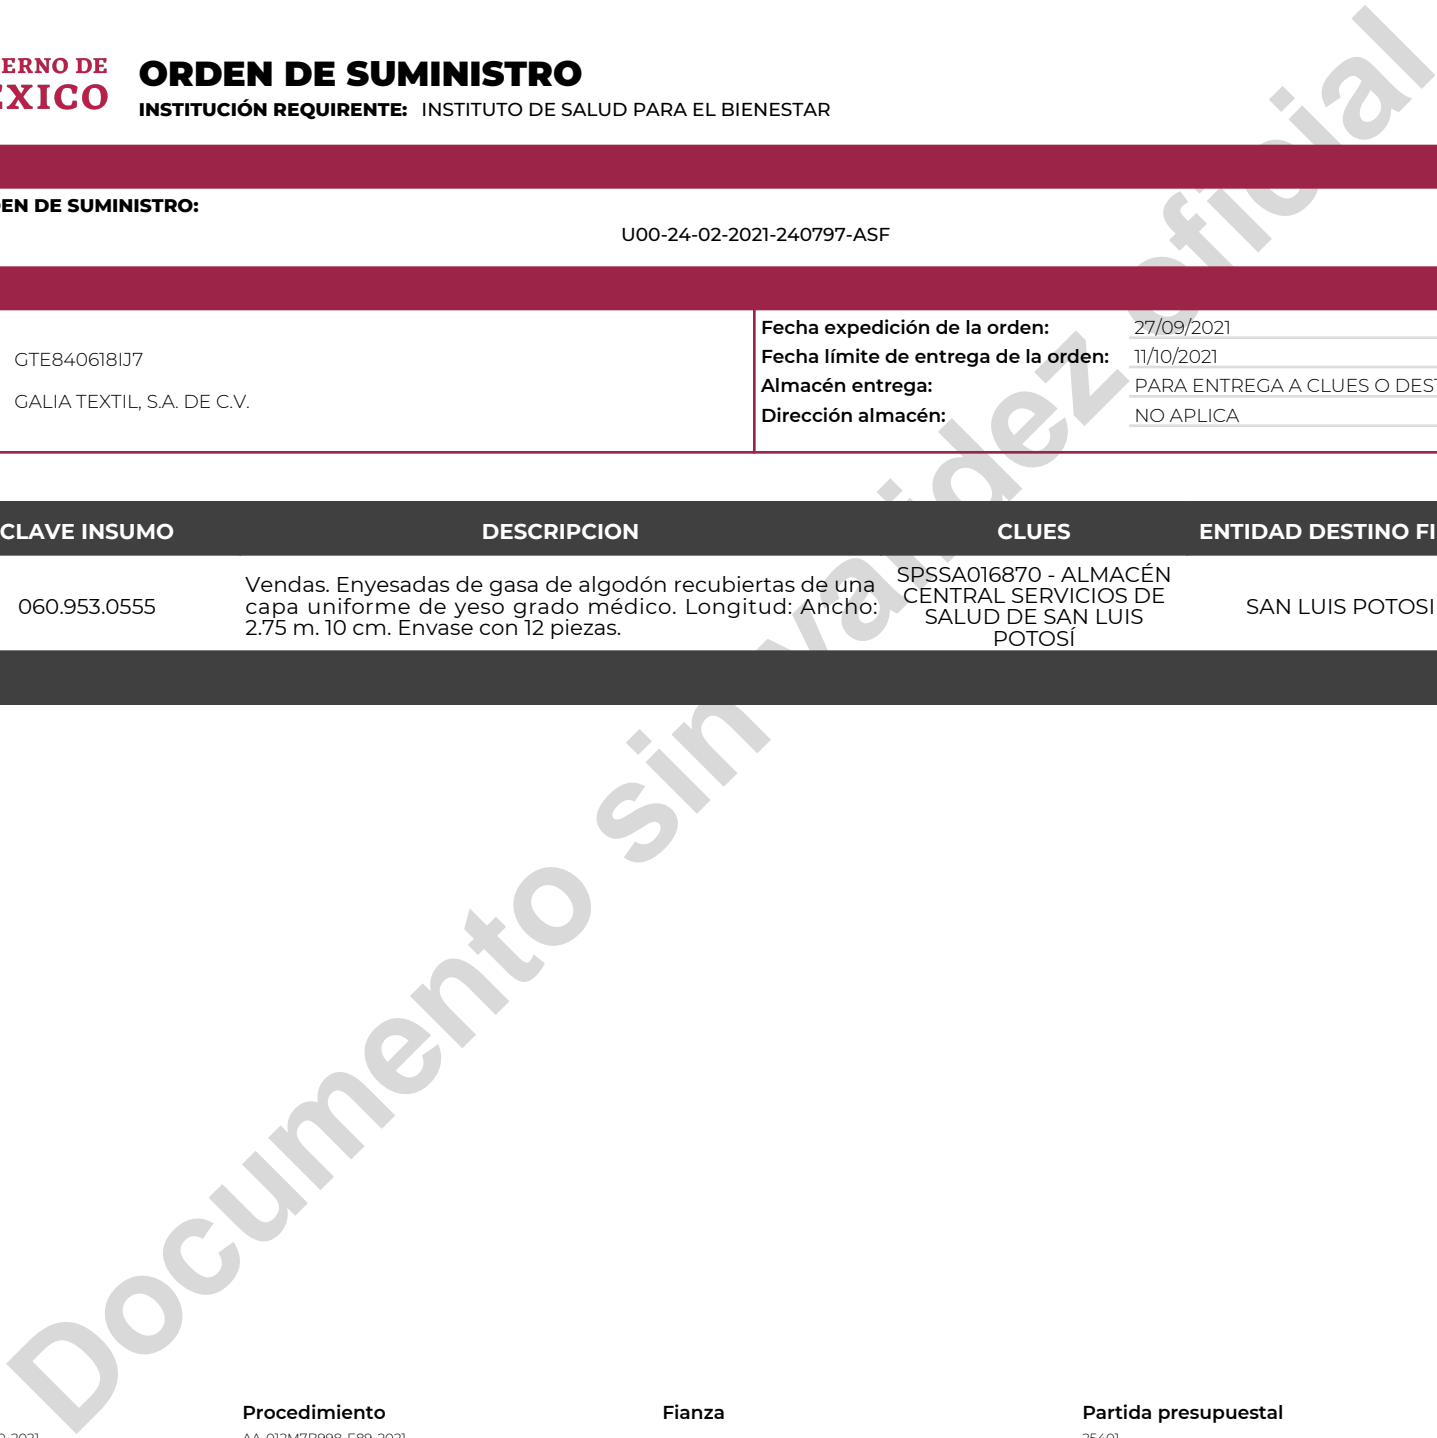 ERNO DE
ORDEN DE SUMINISTRO
INSTITUCIÓN REQUIRENTE: INSTITUTO DE SALUD PARA EL BIENESTAR
EXICO
EN DE SUMINISTRO:
U00-24-02-2021-240797-ASF
GTE840618IJ7
GALIA TEXTIL, S.A. DE C.V.
Fecha expedición de la orden: 27/09/2021
Fecha límite de entrega de la orden: 11/10/2021
Almacén entrega: PARA ENTREGA A CLUES O DEST
Dirección almacén: NO APLICA
CLAVE INSUMO DESCRIPCION CLUES ENTIDAD DESTINO FI
060.953.0555
Vendas. Enyesadas de gasa de algodón recubiertas de una
capa uniforme de yeso grado médico. Longitud: Ancho:
2.75 m. 10 cm. Envase con 12 piezas.
SPSSA016870 - ALMACÉN
CENTRAL SERVICIOS DE
SALUD DE SAN LUIS
POTOSÍ
SAN LUIS POTOSI
Documento sin validez oficial
Procedimiento Fianza Partida presupuestal